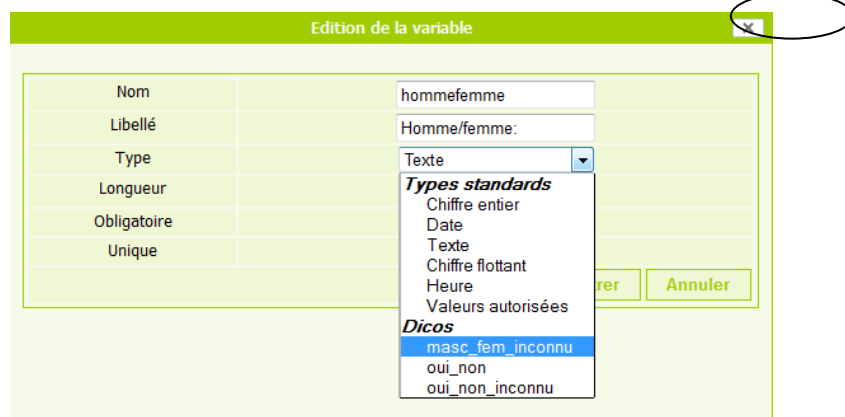 Edition de la variable
Nom hommefemme
Libellé Homme/femme:
Type Texte
Longueur Types standards
Chiffre entier
Obligatoire Date
Texte
Unique Chiffre flottant
Heure rer Annuler
Valeurs autorisées
Dicos
masc_fem_inconnu
oui_non
oui_non_inconnu